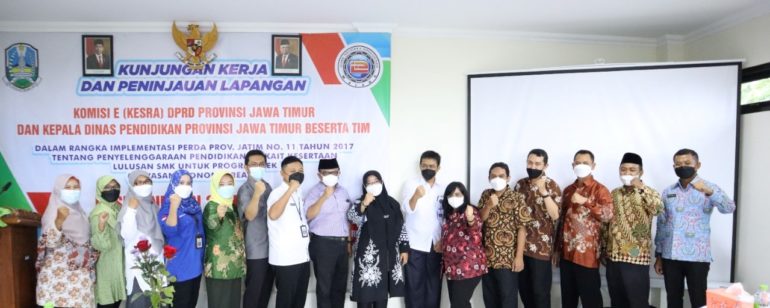 KUNJUNGAN KERJA
DAN PENINJAUAN LAPANGAN
KOMISI E (KESRA) DPRD PROVINSI JAWA TIMUR
DAN KEPALA DINAS PENDIDIKAN PROVINSI JAWA TIMUR BESERTA TIM
DALAM RANGKA IMPLEMENTASI PERDA PROV. JATIM NO. 11 TAHUN 2017
TENTANG PENYELENGGARAAN PENDIDIKAN KESERTAAN
LULUSAN SMK UNTUK